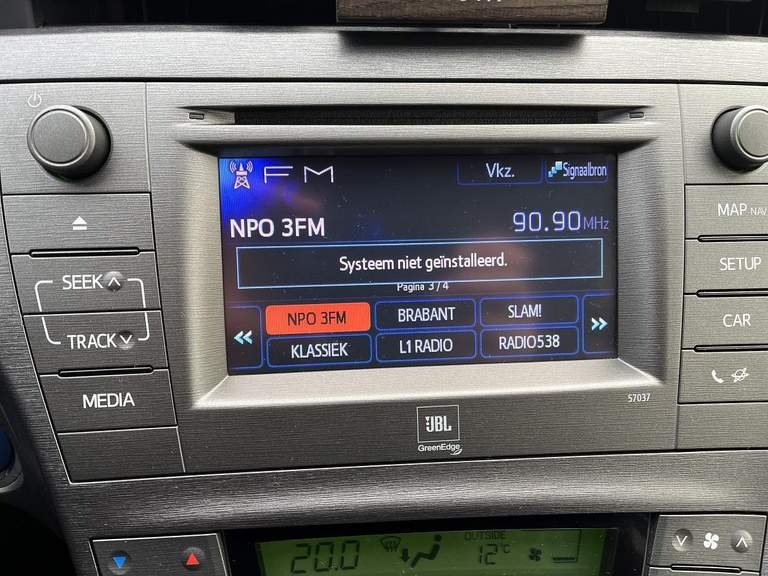 FM
Vkz.
Signaalbron
NPO 3FM
90.90MHz
Systeem niet geïnstalleerd.
Pagina 3/4
NPO 3FM
BRABANT
SLAM!
KLASSIEK
L1 RADIO
RADIO538
SEEK
TRACK
MEDIA
MAP NAV
SETUP
CAR
57037
JBL
GreenEdge
20.0
OUTSIDE
12°C